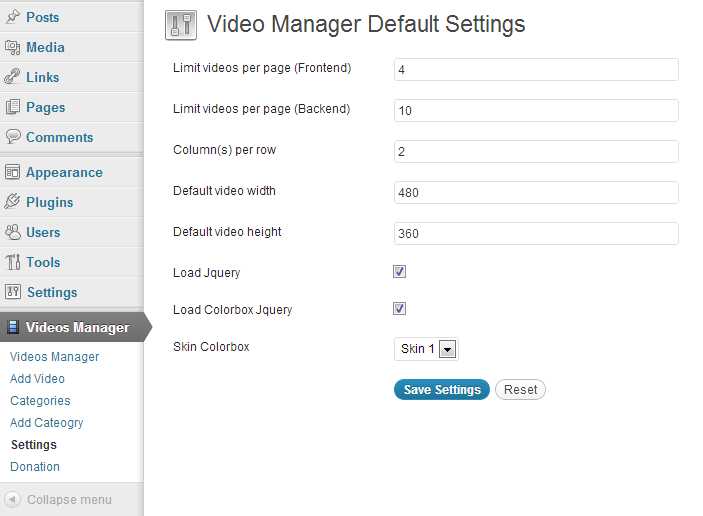 Posts
Media
Links
Pages
Comments
Appearance
Plugins
Users
Tools
Settings
Videos Manager
Videos Manager
Add Video
Categories
Add Cateogry
Settings
Donation
Collapse menu
Video Manager Default Settings
Limit videos per page (Frontend) 4
Limit videos per page (Backend) 10
Column(s) per row 2
Default video width 480
Default video height 360
Load Jquery
Load Colorbox Jquery
Skin Colorbox Skin 1
Save Settings Reset